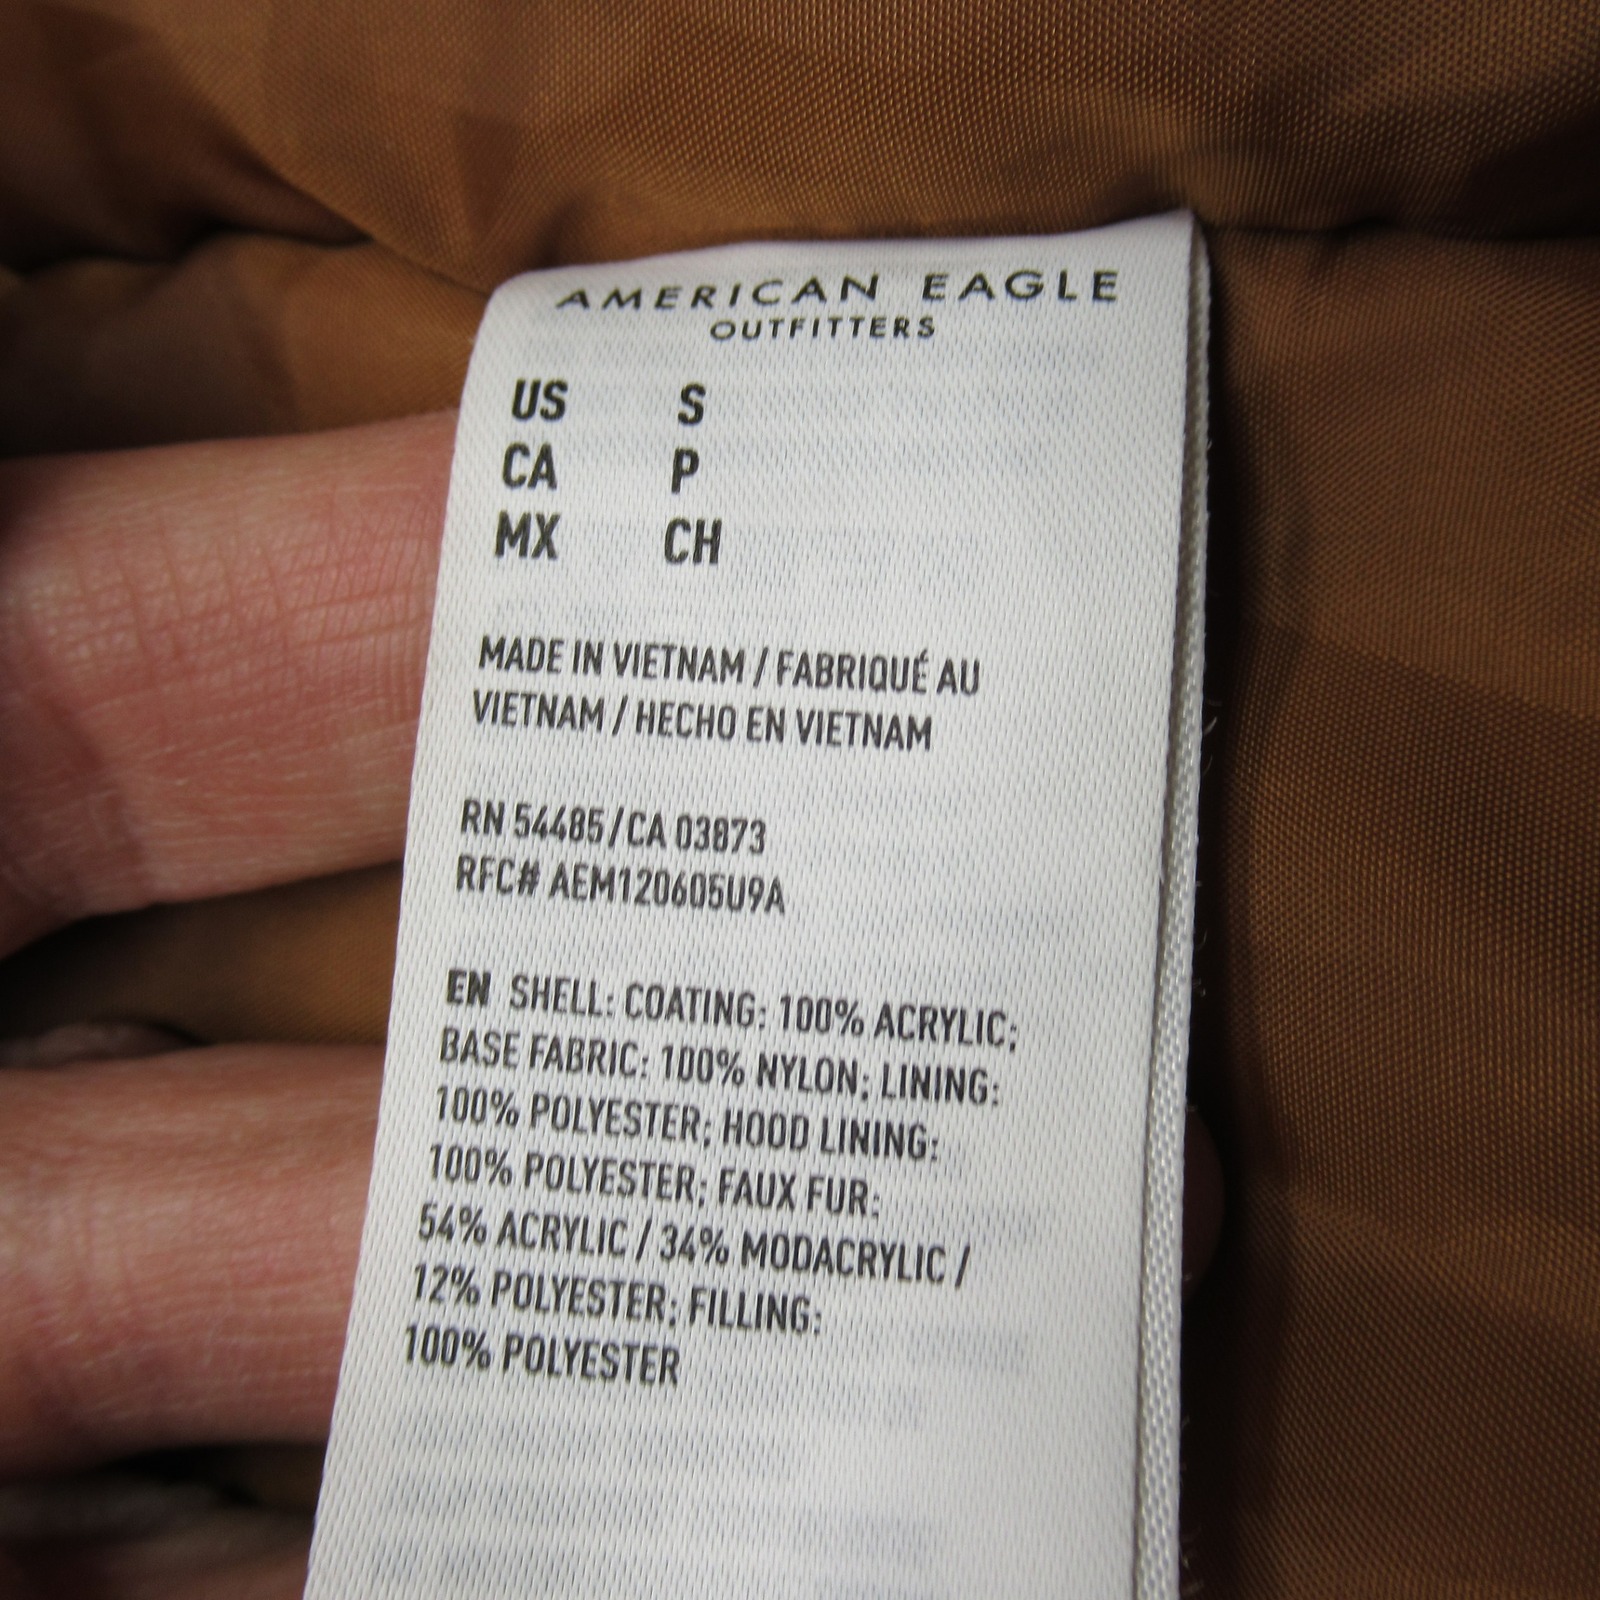 AMERICAN EAGLE
OUTFITTERS
US S
CA P
MX CH
MADE IN VIETNAM / FABRIQUÉ AU
VIETNAM / HECHO EN VIETNAM
RN 54485/CA 03873
RFC# AEM120605U9A
EN SHELL: COATING: 100% ACRYLIC;
BASE FABRIC: 100% NYLON; LINING:
100% POLYESTER; HOOD LINING:
100% POLYESTER; FAUX FUR:
54% ACRYLIC / 34% MODACRYLIC /
12% POLYESTER; FILLING:
100% POLYESTER